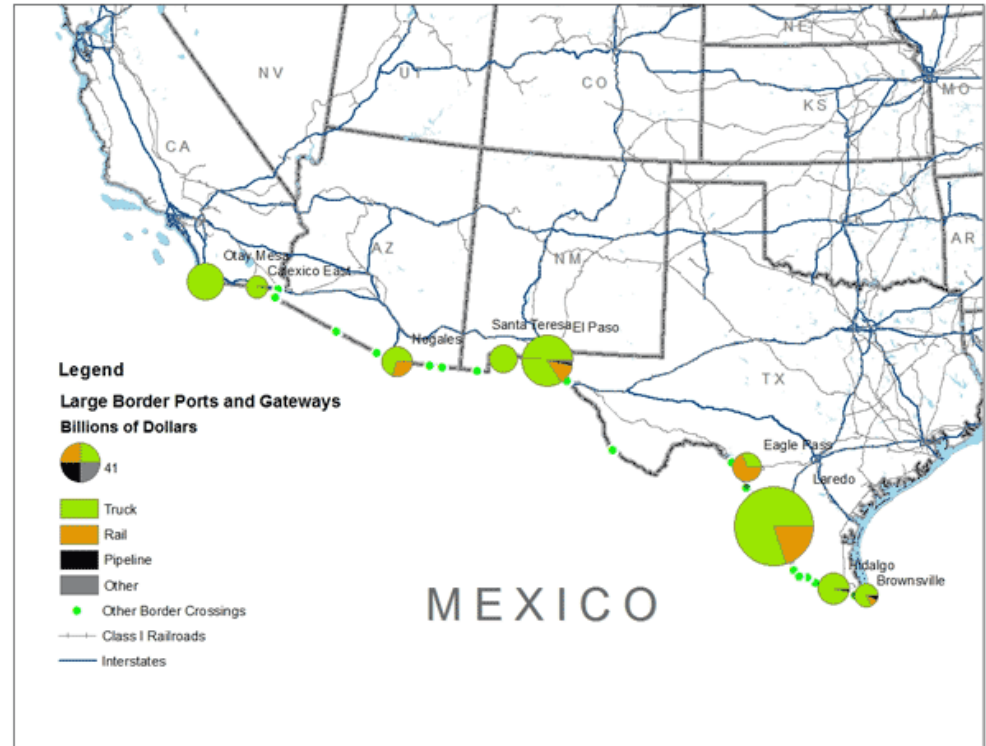 NE
IA
NV
UT
CO
KS
MO
CA
AZ
NM
OK
AR
Otay Mesa
Calexico East
Nogales
Santa Teresa
El Paso
TX
Eagle Pass
Laredo
Hidalgo
Brownsville
MEXICO
Legend
Large Border Ports and Gateways
Billions of Dollars
41
Truck
Rail
Pipeline
Other
Other Border Crossings
Class I Railroads
Interstates